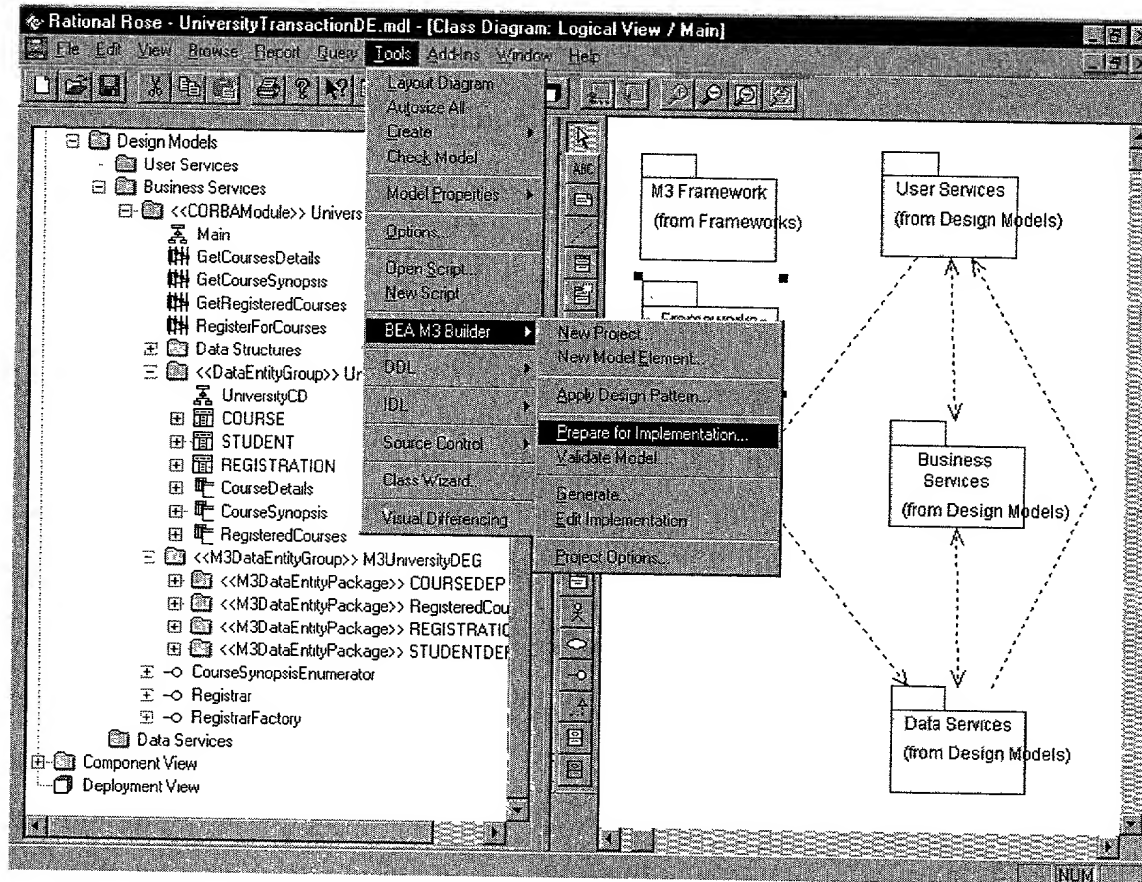 Rational Rose - UniversityTransactionDE.mdl - [Class Diagram: Logical View / Main]
File Edit View Browse Report Query Tools Add-Ins Window Help
Design Models
User Services
Business Services
<<CORBAModule>> Univers
Main
GetCoursesDetails
GetCourseSynopsis
GetRegisteredCourses
RegisterForCourses
Data Structures
<<DataEntityGroup>> Ur
UniversityCD
COURSE
STUDENT
REGISTRATION
CourseDetails
CourseSynopsis
RegisteredCourses
<<M3DataEntityGroup>> M3UniversityDEG
<<M3DataEntityPackage>> COURSEDEP
<<M3DataEntityPackage>> RegisteredCou
<<M3DataEntityPackage>> REGISTRATIC
<<M3DataEntityPackage>> STUDENTDEF
CourseSynopsisEnumerator
Registrar
RegistrarFactory
Data Services
Component View
Deployment View
Layout Diagram
Autosize All
Create
Check Model
Model Properties
Options...
Open Script...
New Script
BEA M3 Builder
DDL
IDL
Source Control
Class Wizard...
Visual Differencing
New Project...
New Model Element...
Apply Design Pattern...
Prepare for Implementation...
Validate Model...
Generate...
Edit Implementation
Project Options...
ABC
M3 Framework
(from Frameworks)
User Services
(from Design Models)
Frameworks
Business
Services
(from Design Models)
Data Services
(from Design Models)
NUM